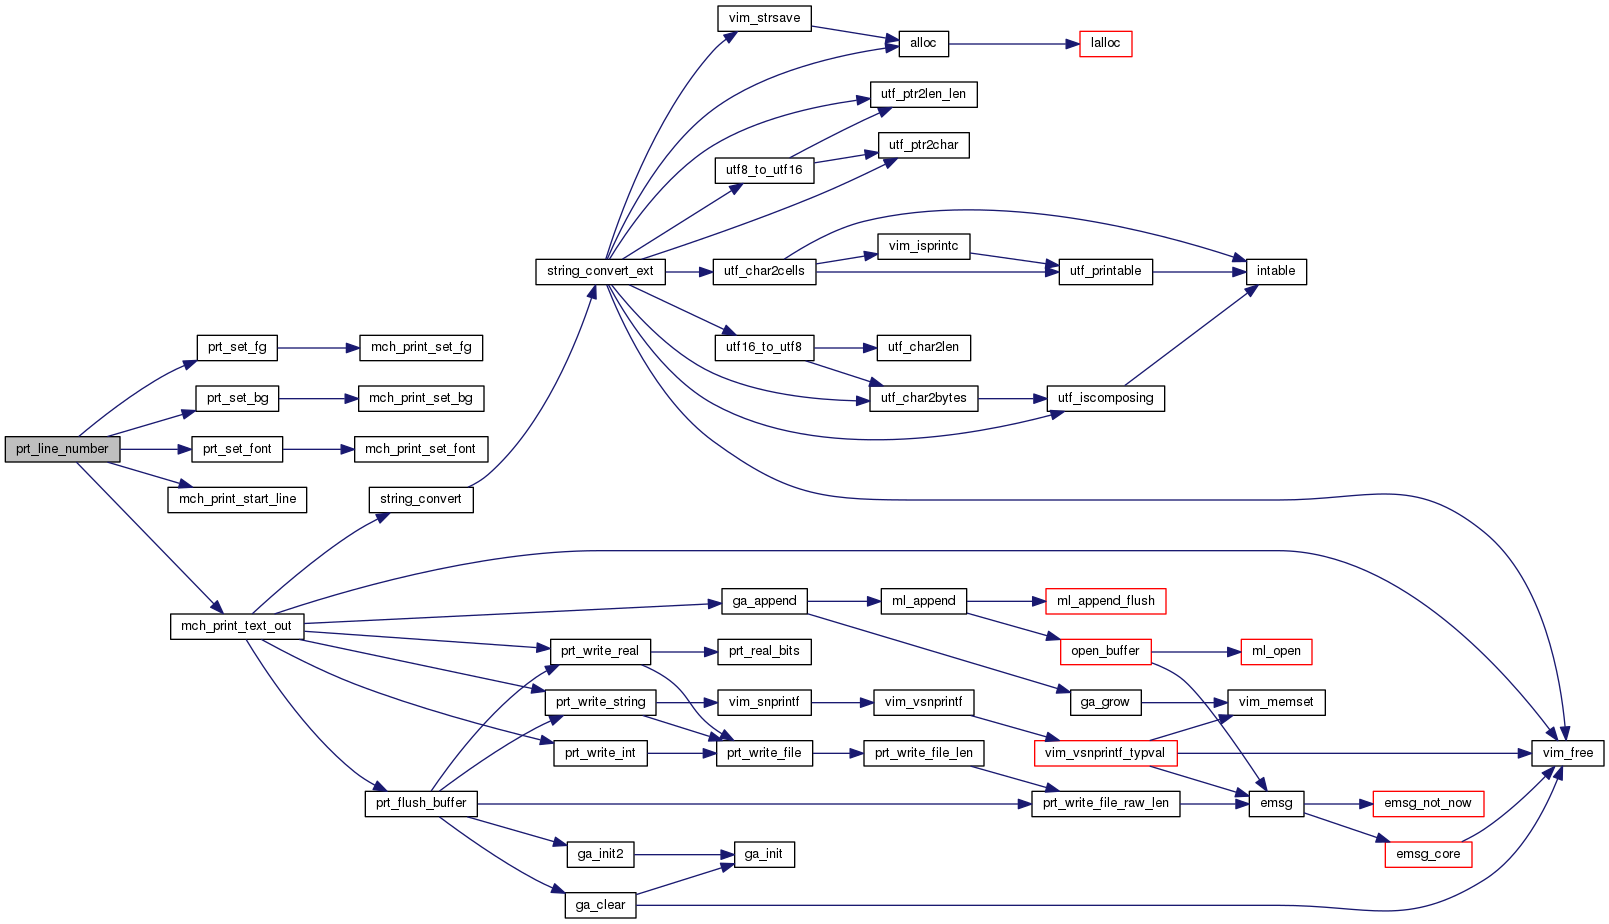 vim_strsave
alloc
lalloc
utf_ptr2len_len
utf_ptr2char
utf8_to_utf16
vim_isprintc
string_convert_ext
utf_char2cells
utf_printable
intable
prt_set_fg
mch_print_set_fg
utf16_to_utf8
utf_char2len
prt_set_bg
mch_print_set_bg
utf_char2bytes
utf_iscomposing
prt_line_number
prt_set_font
mch_print_set_font
mch_print_start_line
string_convert
ga_append
ml_append
ml_append_flush
mch_print_text_out
prt_write_real
prt_real_bits
open_buffer
ml_open
prt_write_string
vim_snprintf
vim_vsnprintf
ga_grow
vim_memset
prt_write_int
prt_write_file
prt_write_file_len
vim_vsnprintf_typval
vim_free
prt_flush_buffer
prt_write_file_raw_len
emsg
emsg_not_now
ga_init2
ga_init
emsg_core
ga_clear